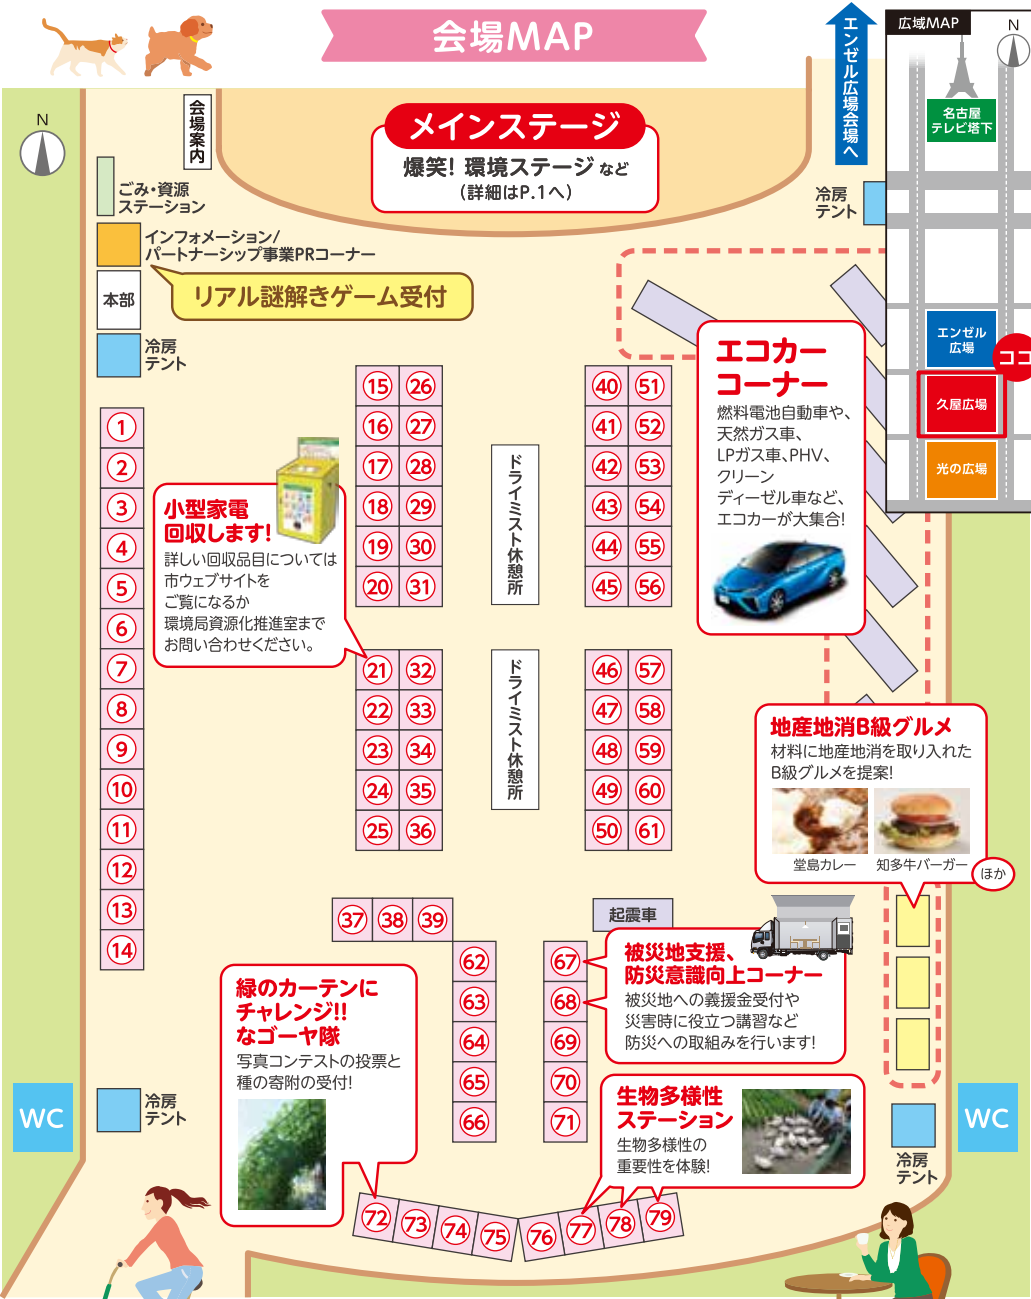 会場MAP
エンゼル広場会場へ
広域MAP
N
名古屋
テレビ塔下
エンゼル
広場
ココ
久屋広場
光の広場
N
会場案内
メインステージ
爆笑! 環境ステージ など
(詳細はP.1へ)
冷房
テント
ごみ・資源
ステーション
インフォメーション/
パートナーシップ事業PRコーナー
リアル謎解きゲーム受付
本部
冷房
テント
エコカー
コーナー
燃料電池自動車や、
天然ガス車、
LPガス車、PHV、
クリーン
ディーゼル車など、
エコカーが大集合!
1
2
3
4
5
6
7
8
9
10
11
12
13
14
小型家電
回収します!
詳しい回収品目については
市ウェブサイトを
ご覧になるか
環境局資源化推進室まで
お問い合わせください。
15 26
16 27
17 28
18 29
19 30
20 31
21 32
22 33
23 34
24 35
25 36
ドライミスト休憩所
ドライミスト休憩所
40 51
41 52
42 53
43 54
44 55
45 56
46 57
47 58
48 59
49 60
50 61
地産地消B級グルメ
材料に地産地消を取り入れた
B級グルメを提案!
堂島カレー
知多牛バーガー
ほか
37 38 39
起震車
62
63
64
65
66
67
68
69
70
71
被災地支援、
防災意識向上コーナー
被災地への義援金受付や
災害時に役立つ講習など
防災への取組みを行います!
緑のカーテンに
チャレンジ!!
なゴーヤ隊
写真コンテストの投票と
種の寄附の受付!
生物多様性
ステーション
生物多様性の
重要性を体験!
WC
冷房
テント
WC
冷房
テント
72 73 74 75 76 77 78 79